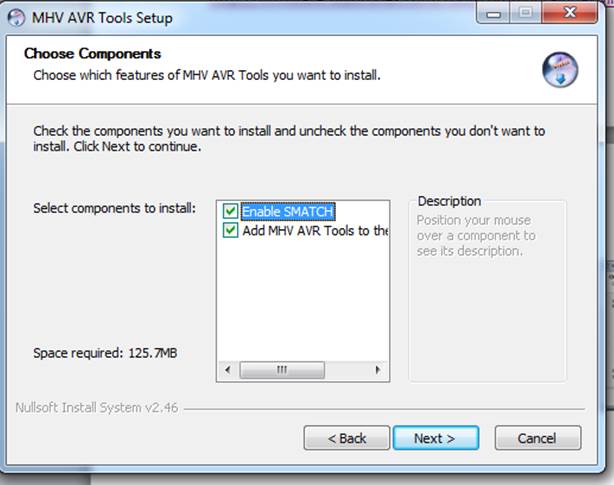 MHV AVR Tools Setup
Choose Components
Choose which features of MHV AVR Tools you want to install.
Check the components you want to install and uncheck the components you don't want to
install. Click Next to continue.
Select components to install:
Enable SMATCH
Add MHV AVR Tools to the
Description
Position your mouse
over a component to
see its description.
Space required: 125.7MB
Nullsoft Install System v2.46
< Back
Next >
Cancel